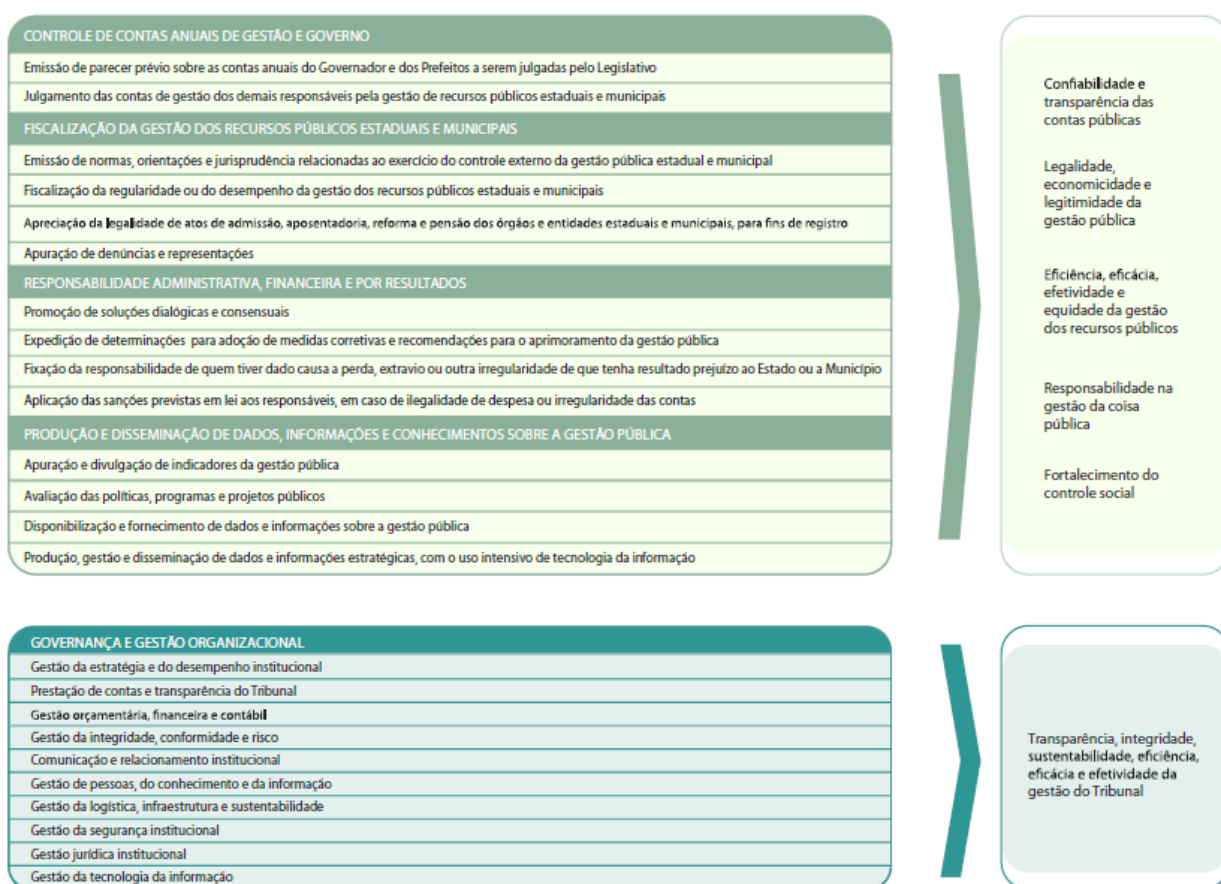 CONTROLE DE CONTAS ANUAIS DE GESTÃO E GOVERNO
Emissão de parecer prévio sobre as contas anuais do Governador e dos Prefeitos a serem julgadas pelo Legislativo
Julgamento das contas de gestão dos demais responsáveis pela gestão de recursos públicos estaduais e municipais
FISCALIZAÇÃO DA GESTÃO DOS RECURSOS PÚBLICOS ESTADUAIS E MUNICIPAIS
Emissão de normas, orientações e jurisprudência relacionadas ao exercício do controle externo da gestão pública estadual e municipal
Fiscalização da regularidade ou do desempenho da gestão dos recursos públicos estaduais e municipais
Apreciação da legalidade de atos de admissão, aposentadoria, reforma e pensão dos órgãos e entidades estaduais e municipais, para fins de registro
Apuração de denúncias e representações
RESPONSABILIDADE ADMINISTRATIVA, FINANCEIRA E POR RESULTADOS
Promoção de soluções dialógicas e consensuais
Expedição de determinações para adoção de medidas corretivas e recomendações para o aprimoramento da gestão pública
Fixação da responsabilidade de quem tiver dado causa a perda, extravio ou outra irregularidade de que tenha resultado prejuízo ao Estado ou a Município
Aplicação das sanções previstas em lei aos responsáveis, em caso de ilegalidade de despesa ou irregularidade das contas
PRODUÇÃO E DISSEMINAÇÃO DE DADOS, INFORMAÇÕES E CONHECIMENTOS SOBRE A GESTÃO PÚBLICA
Apuração e divulgação de indicadores da gestão pública
Avaliação das políticas, programas e projetos públicos
Disponibilização e fornecimento de dados e informações sobre a gestão pública
Produção, gestão e disseminação de dados e informações estratégicas, com o uso intensivo de tecnologia da informação
Confiabilidade e
transparência das
contas públicas
Legalidade,
economicidade e
legitimidade da
gestão pública
Eficiência, eficácia,
efetividade e
equidade da gestão
dos recursos públicos
Responsabilidade na
gestão da coisa
pública
Fortalecimento do
controle social
GOVERNANÇA E GESTÃO ORGANIZACIONAL
Gestão da estratégia e do desempenho institucional
Prestação de contas e transparência do Tribunal
Gestão orçamentária, financeira e contábil
Gestão da integridade, conformidade e risco
Comunicação e relacionamento institucional
Gestão de pessoas, do conhecimento e da informação
Gestão da logística, infraestrutura e sustentabilidade
Gestão da segurança institucional
Gestão jurídica institucional
Gestão da tecnologia da informação
Transparência, integridade,
sustentabilidade, eficiência,
eficácia e efetividade da
gestão do Tribunal